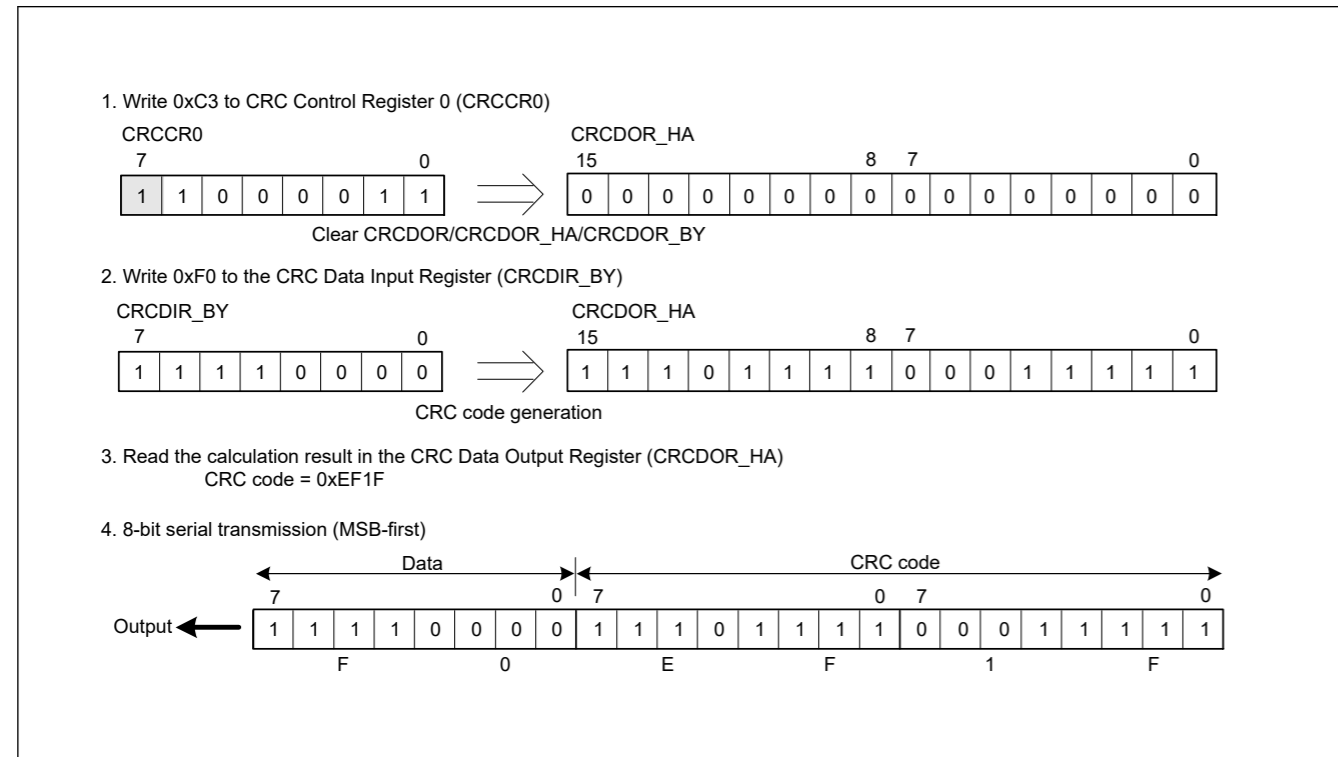 1. Write 0xC3 to CRC Control Register 0 (CRCCR0)
CRCCR0 CRCDOR_HA
7 0 15 8 7 0
1 1 0 0 0 0 1 1 0 0 0 0 0 0 0 0 0 0 0 0 0 0 0 0
Clear CRCDOR/CRCDOR_HA/CRCDOR_BY
2. Write 0xF0 to the CRC Data Input Register (CRCDIR_BY)
CRCDIR_BY CRCDOR_HA
7 0 15 8 7 0
1 1 1 1 0 0 0 0 1 1 1 0 1 1 1 1 0 0 0 1 1 1 1 1
CRC code generation
3. Read the calculation result in the CRC Data Output Register (CRCDOR_HA)
CRC code = 0xEF1F
4. 8-bit serial transmission (MSB-first)
Data CRC code
7 0 7 0 7 0
Output 1 1 1 1 0 0 0 0 1 1 1 0 1 1 1 1 0 0 0 1 1 1 1 1
F 0 E F 1 F